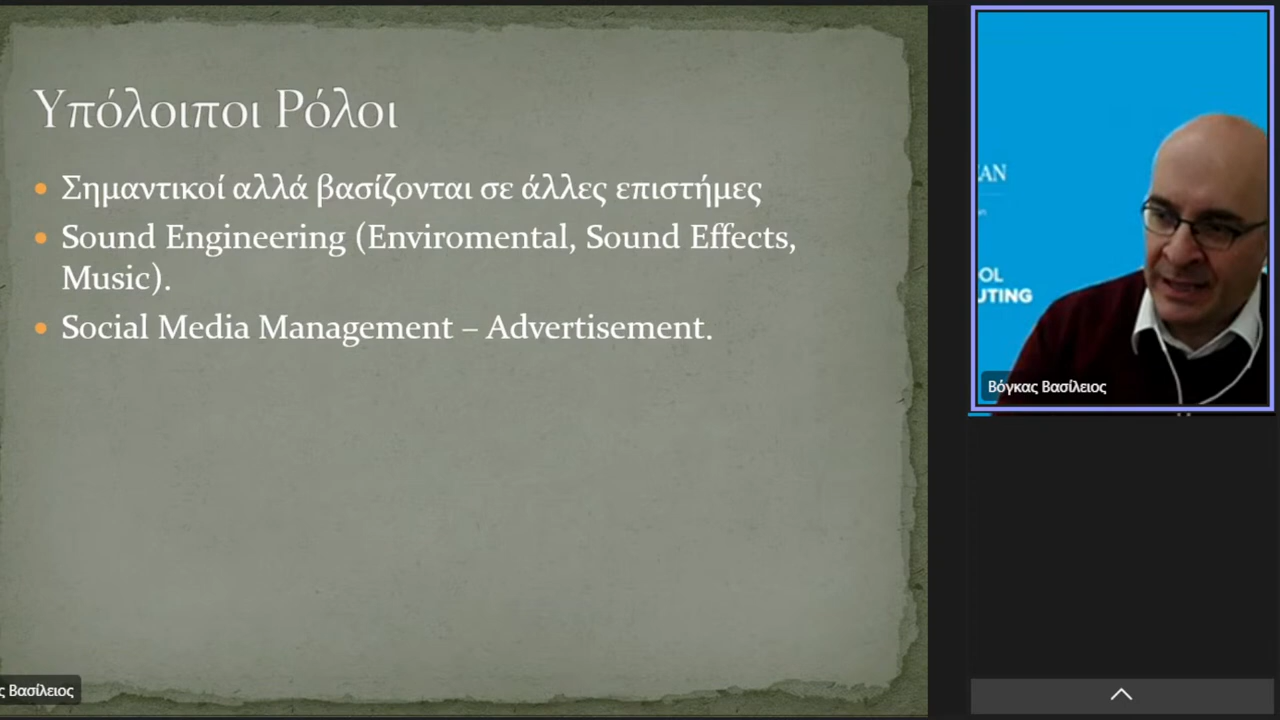 Υπόλοιποι Ρόλοι
Σημαντικοί αλλά βασίζονται σε άλλες επιστήμες
Sound Engineering (Enviromental, Sound Effects,
Music).
Social Media Management – Advertisement.
ς Βασίλειος
AN
OL
UTING
Βόγκας Βασίλειος